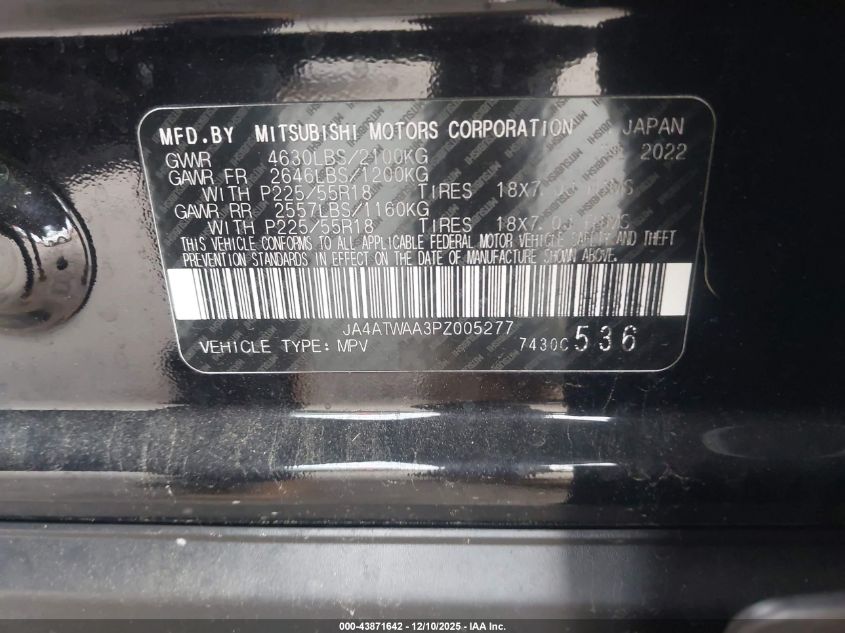 MFD.BY MITSUBISHI MOTORS CORPORATION JAPAN
GVWR 4630LBS/2100KG 2022
GAWR FR 2646LBS/1200KG
WITH P225/55R18 TIRES 18X7.0J RIMS
GAWR RR 2557LBS/1160KG
WITH P225/55R18 TIRES 18X7.0J
THIS VEHICLE CONFORMS TO ALL APPLICABLE FEDERAL MOTOR VEHICLE SAFETY AND THEFT
PREVENTION STANDARDS IN EFFECT ON THE DATE OF MANUFACTURE SHOWN ABOVE.
JA4ATWAA3PZ005277
VEHICLE TYPE: MPV 7430C 536
000-43871642 - 12/10/2025 - IAA Inc.